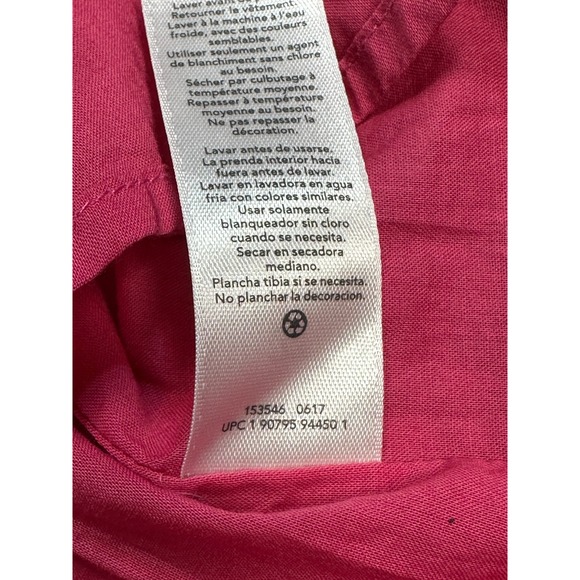 Laver avant de
Retourner le vêtement.
Laver à la machine à l'eau
froide, avec des couleurs
semblables.
Utiliser seulement un agent
de blanchiment sans chlore
au besoin.
Sécher par culbutage à
température moyenne.
Repasser à température
moyenne au besoin.
Ne pas repasser la
décoration.
Lavar antes de usarse.
La prenda interior hacia
fuera antes de lavar.
Lavar en lavadora en agua
fria con colores similares.
Usar solamente
blanqueador sin cloro
cuando se necesita.
Secar en secadora
mediano.
Plancha tibia si se necesita.
No planchar la decoracion.
153546 0617
UPC 1 90795 94450 1